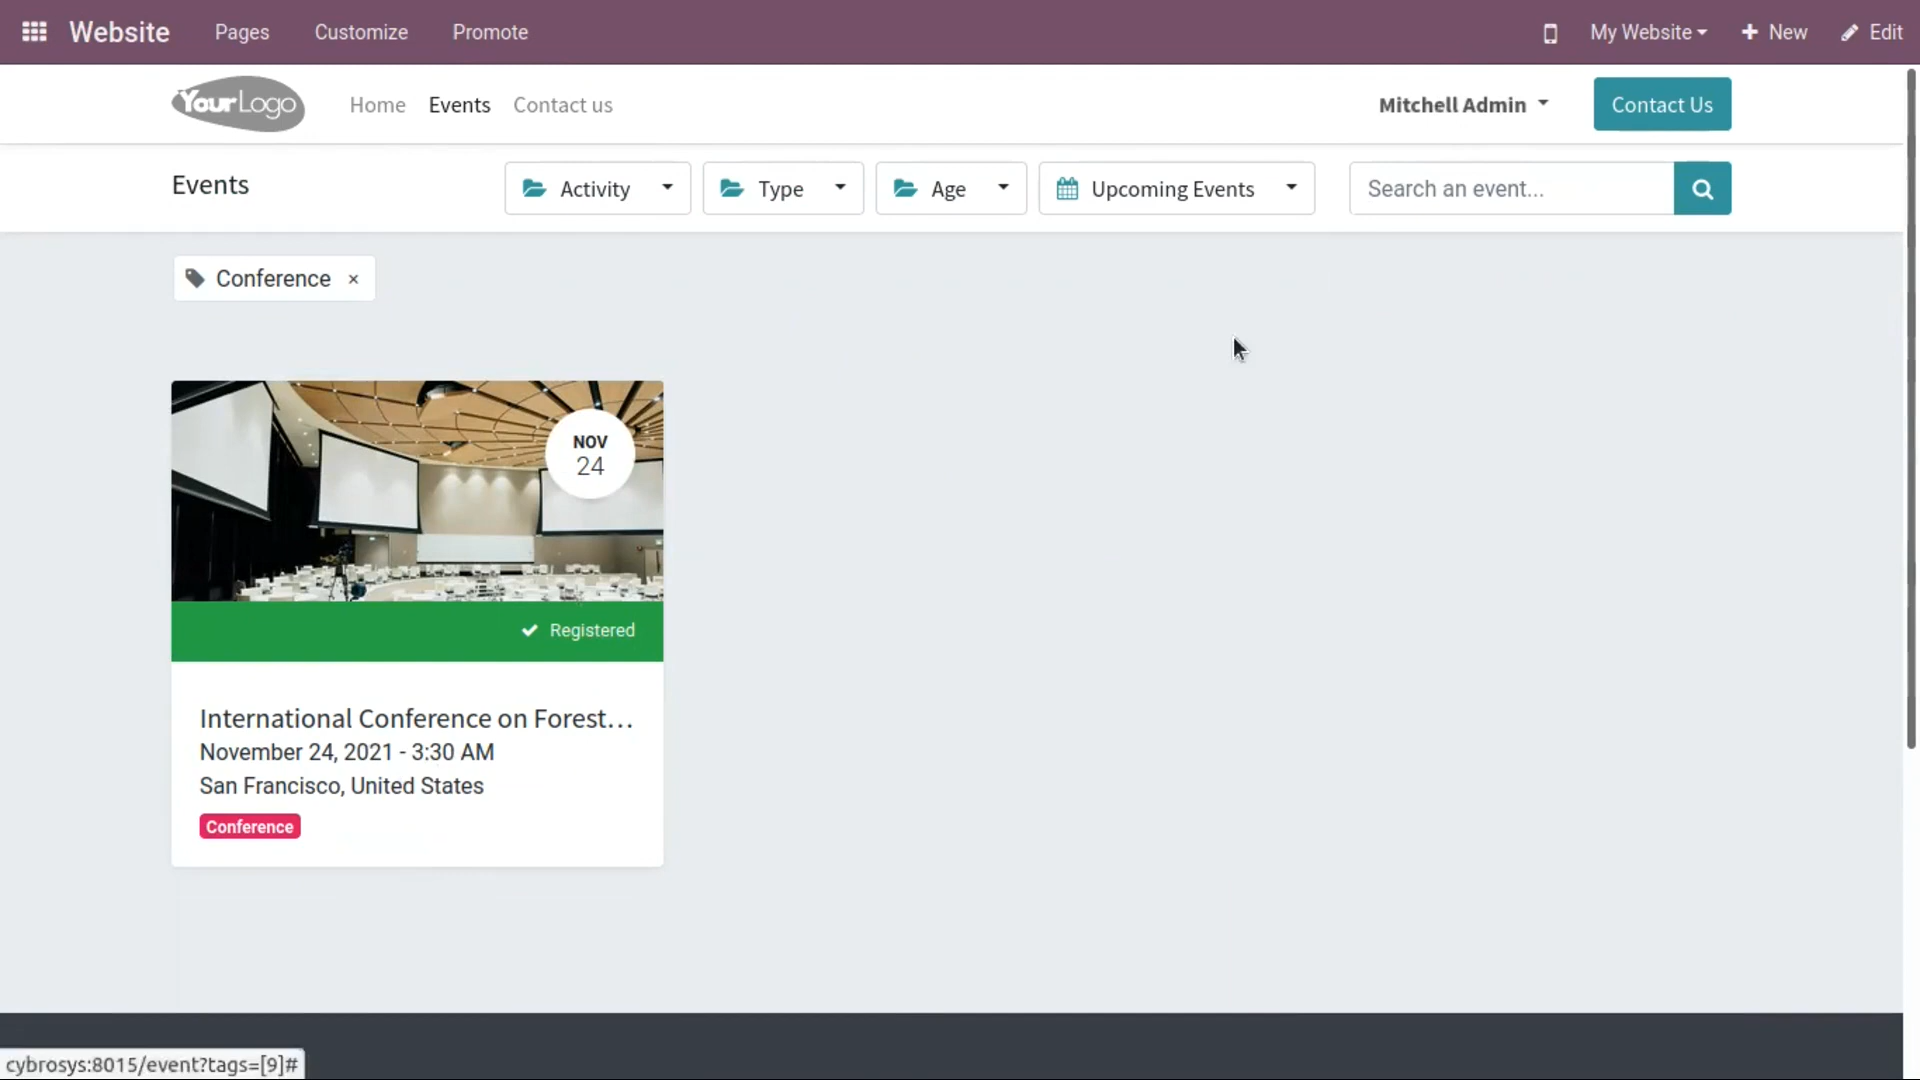 Website Pages Customize Promote My Website New Edit
YourLogo Home Events Contact us Mitchell Admin Contact Us
Events Activity Type Age Upcoming Events Search an event...
Conference ×
NOV
24
Registered
International Conference on Forest...
November 24, 2021 - 3:30 AM
San Francisco, United States
Conference
cybrosys:8015/event?tags=[9]#